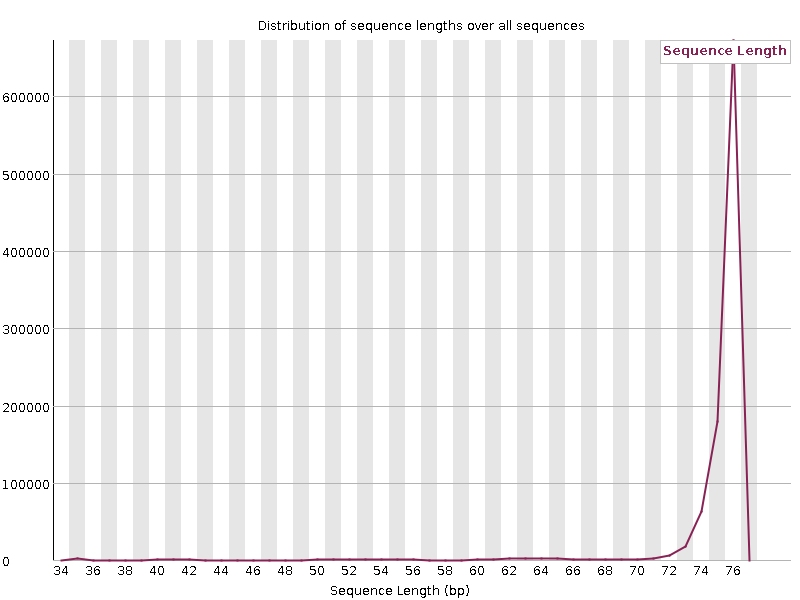 Distribution of sequence lengths over all sequences
Sequence Length
600000
500000
400000
300000
200000
100000
0
34 36 38 40 42 44 46 48 50 52 54 56 58 60 62 64 66 68 70 72 74 76
Sequence Length (bp)